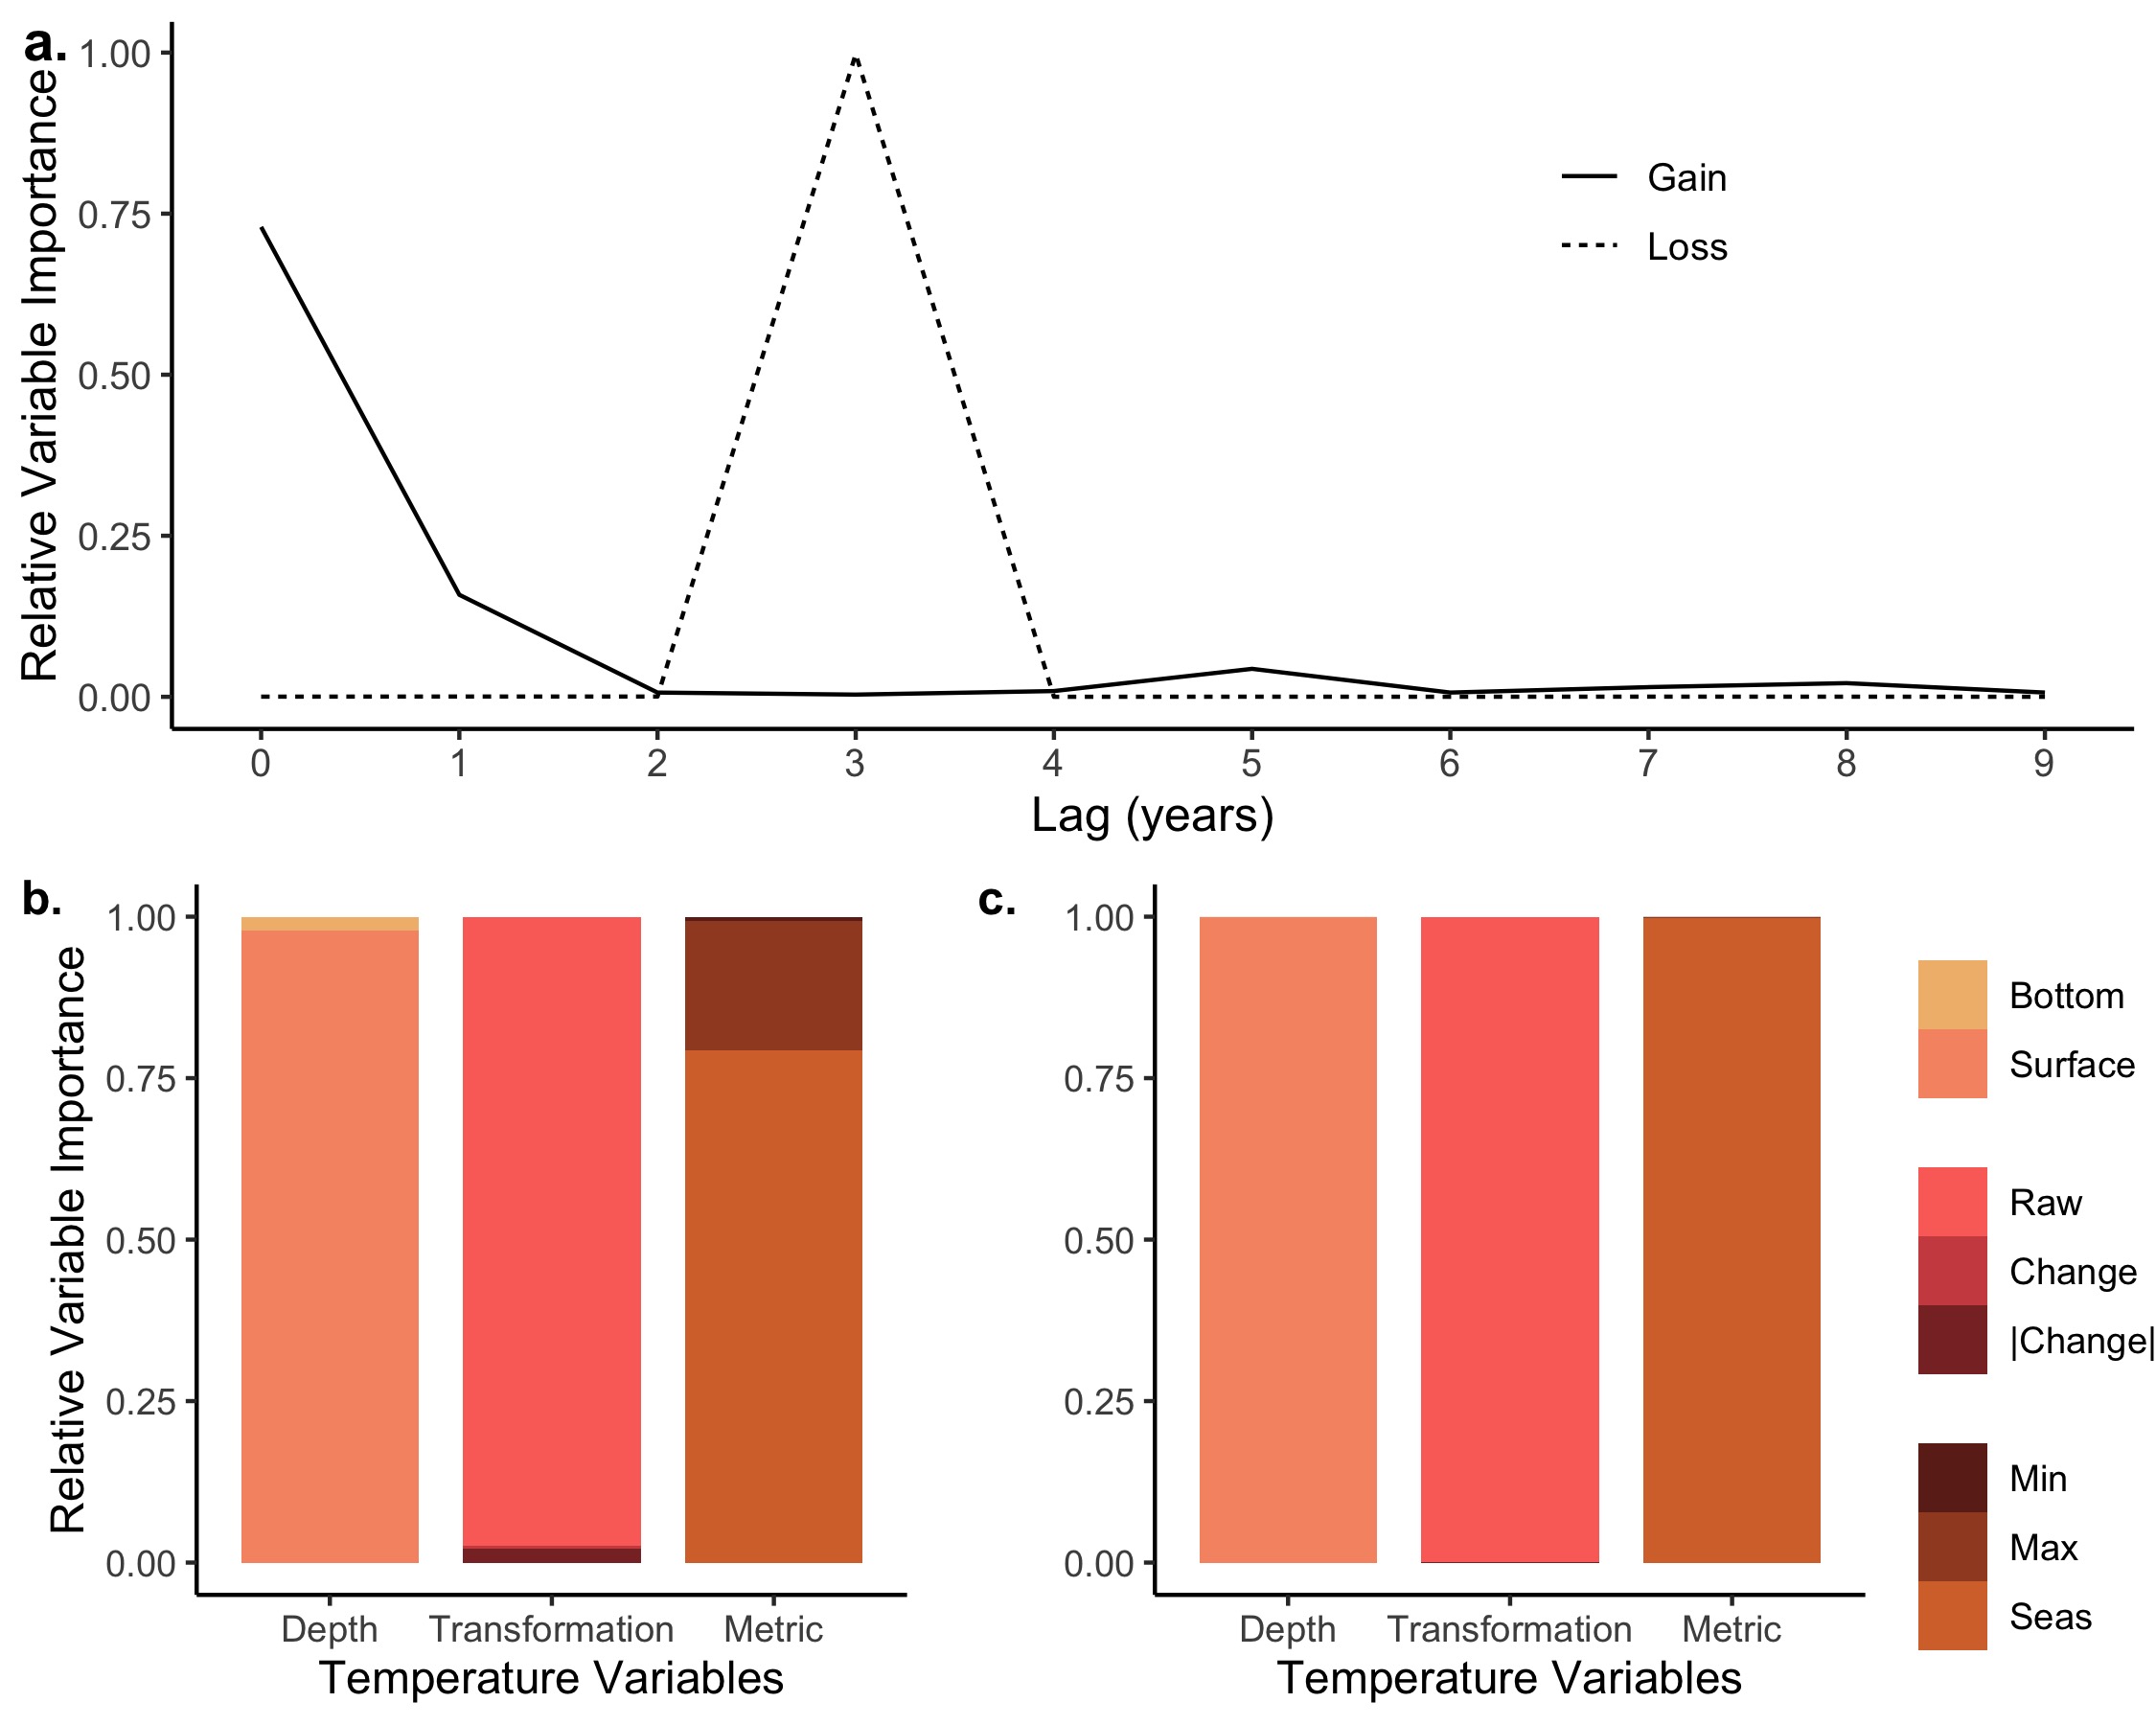 a.
Relative Variable Importance
1.00
0.75
0.50
0.25
0.00
Gain
Loss
0 1 2 3 4 5 6 7 8 9
Lag (years)
b.
Relative Variable Importance
1.00
0.75
0.50
0.25
0.00
Depth Transformation Metric
Temperature Variables
c.
1.00
0.75
0.50
0.25
0.00
Depth Transformation Metric
Temperature Variables
Bottom
Surface
Raw
Change
|Change|
Min
Max
Seas